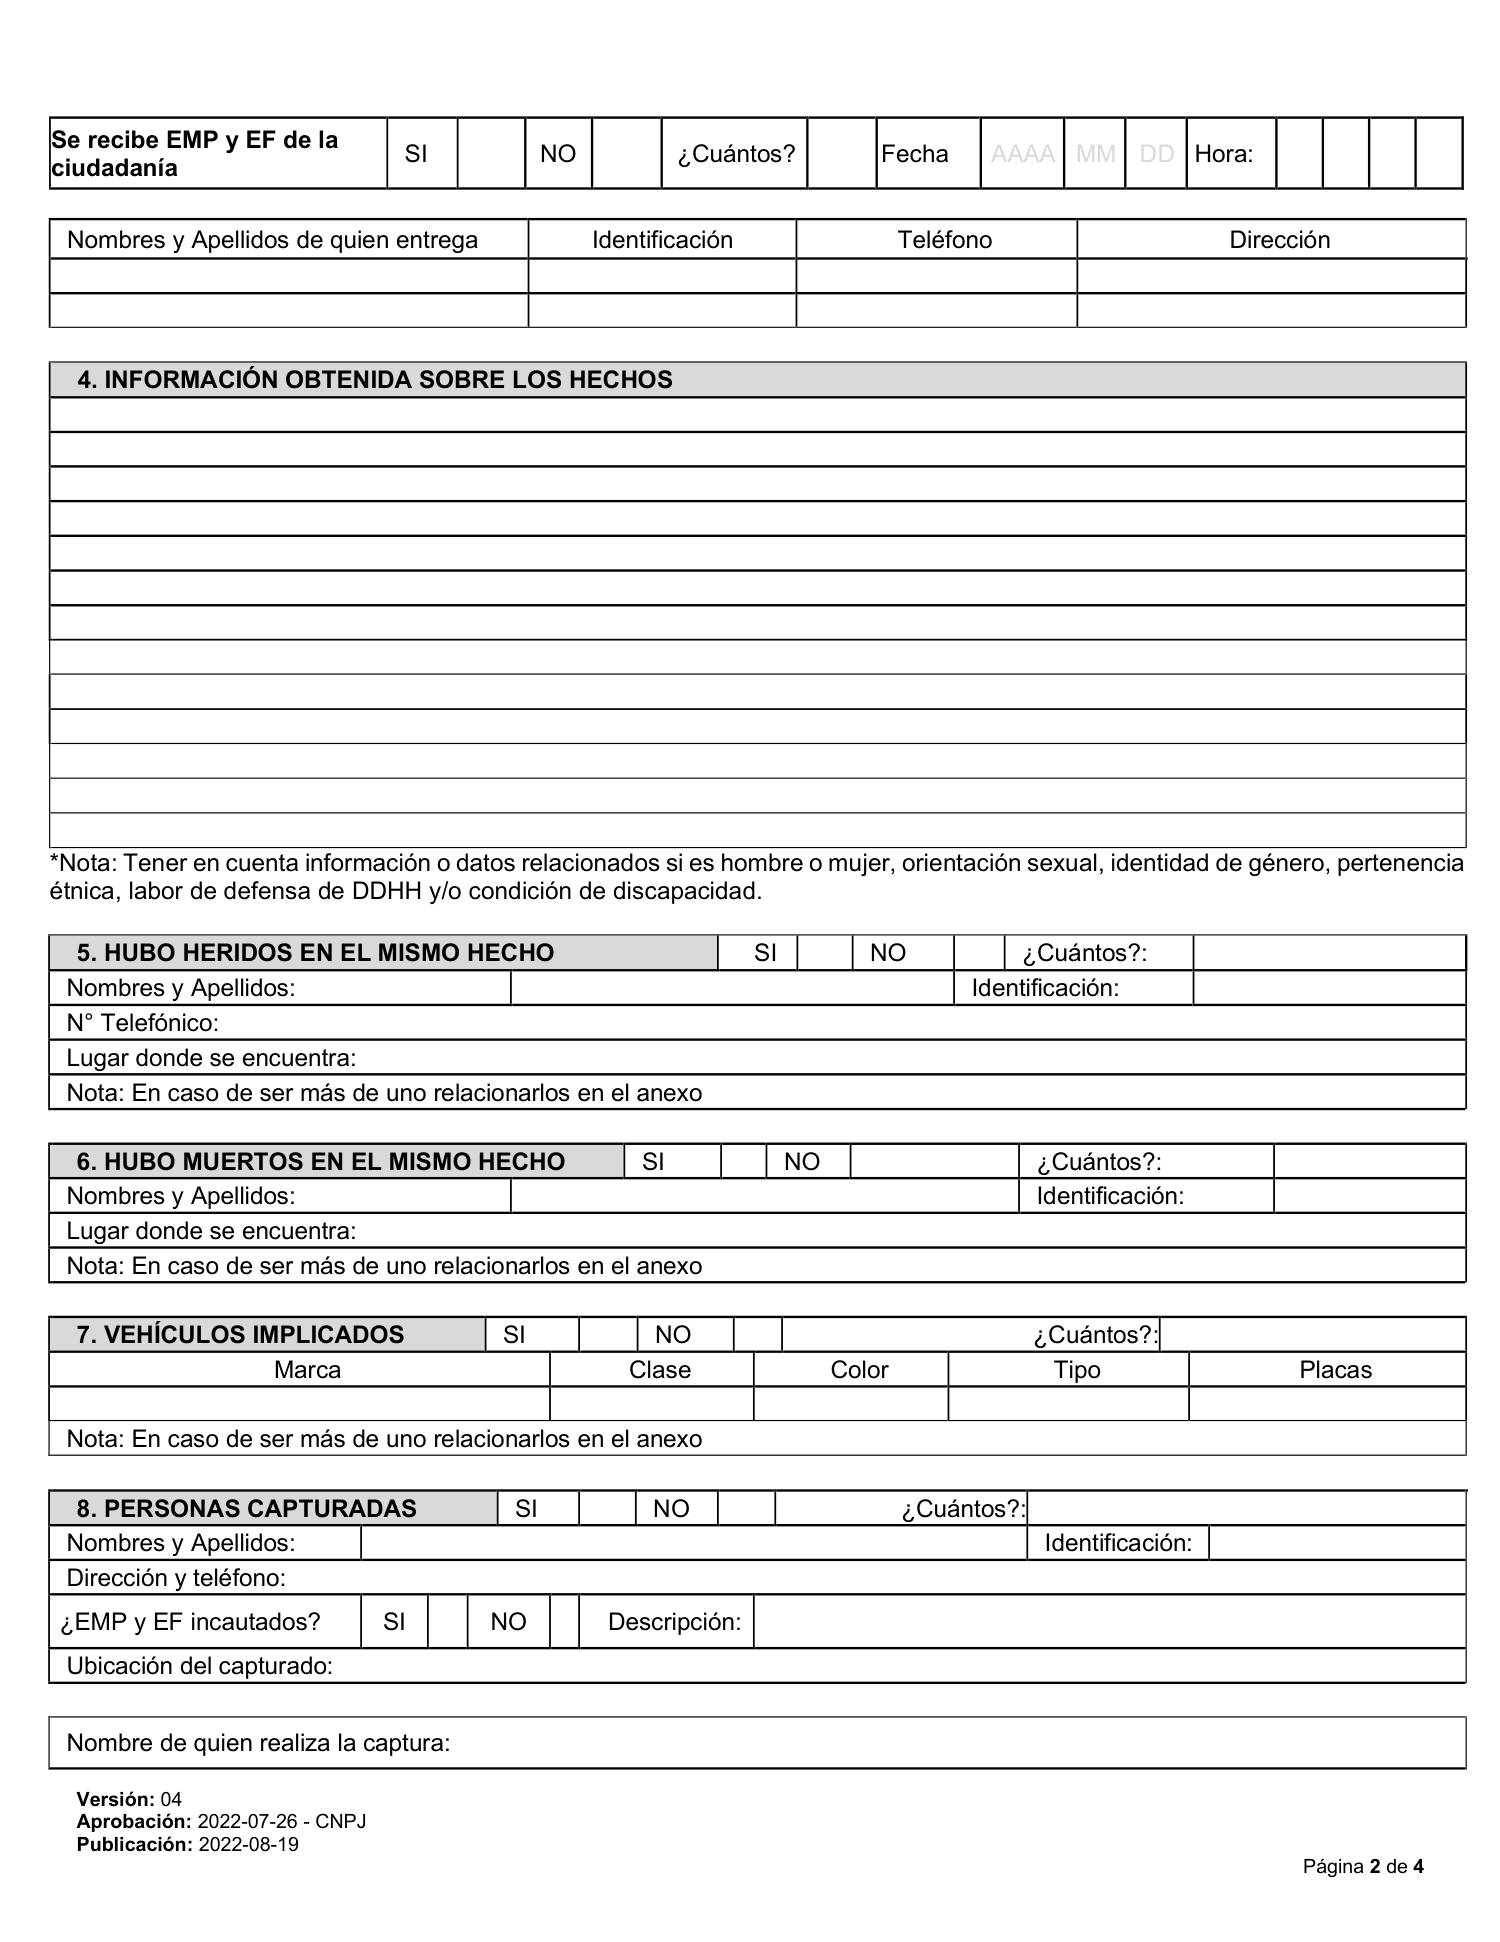 Se recibe EMP y EF de la ciudadanía SI NO ¿Cuántos? Fecha AAAA MM DD Hora:
Nombres y Apellidos de quien entrega Identificación Teléfono Dirección
4. INFORMACIÓN OBTENIDA SOBRE LOS HECHOS
*Nota: Tener en cuenta información o datos relacionados si es hombre o mujer, orientación sexual, identidad de género, pertenencia
étnica, labor de defensa de DDHH y/o condición de discapacidad.
5. HUBO HERIDOS EN EL MISMO HECHO SI NO ¿Cuántos?:
Nombres y Apellidos: Identificación:
N° Telefónico:
Lugar donde se encuentra:
Nota: En caso de ser más de uno relacionarlos en el anexo
6. HUBO MUERTOS EN EL MISMO HECHO SI NO ¿Cuántos?:
Nombres y Apellidos: Identificación:
Lugar donde se encuentra:
Nota: En caso de ser más de uno relacionarlos en el anexo
7. VEHÍCULOS IMPLICADOS SI NO ¿Cuántos?:
Marca Clase Color Tipo Placas
Nota: En caso de ser más de uno relacionarlos en el anexo
8. PERSONAS CAPTURADAS SI NO ¿Cuántos?:
Nombres y Apellidos: Identificación:
Dirección y teléfono:
¿EMP y EF incautados? SI NO Descripción:
Ubicación del capturado:
Nombre de quien realiza la captura:
Versión: 04
Aprobación: 2022-07-26 - CNPJ
Publicación: 2022-08-19
Página 2 de 4